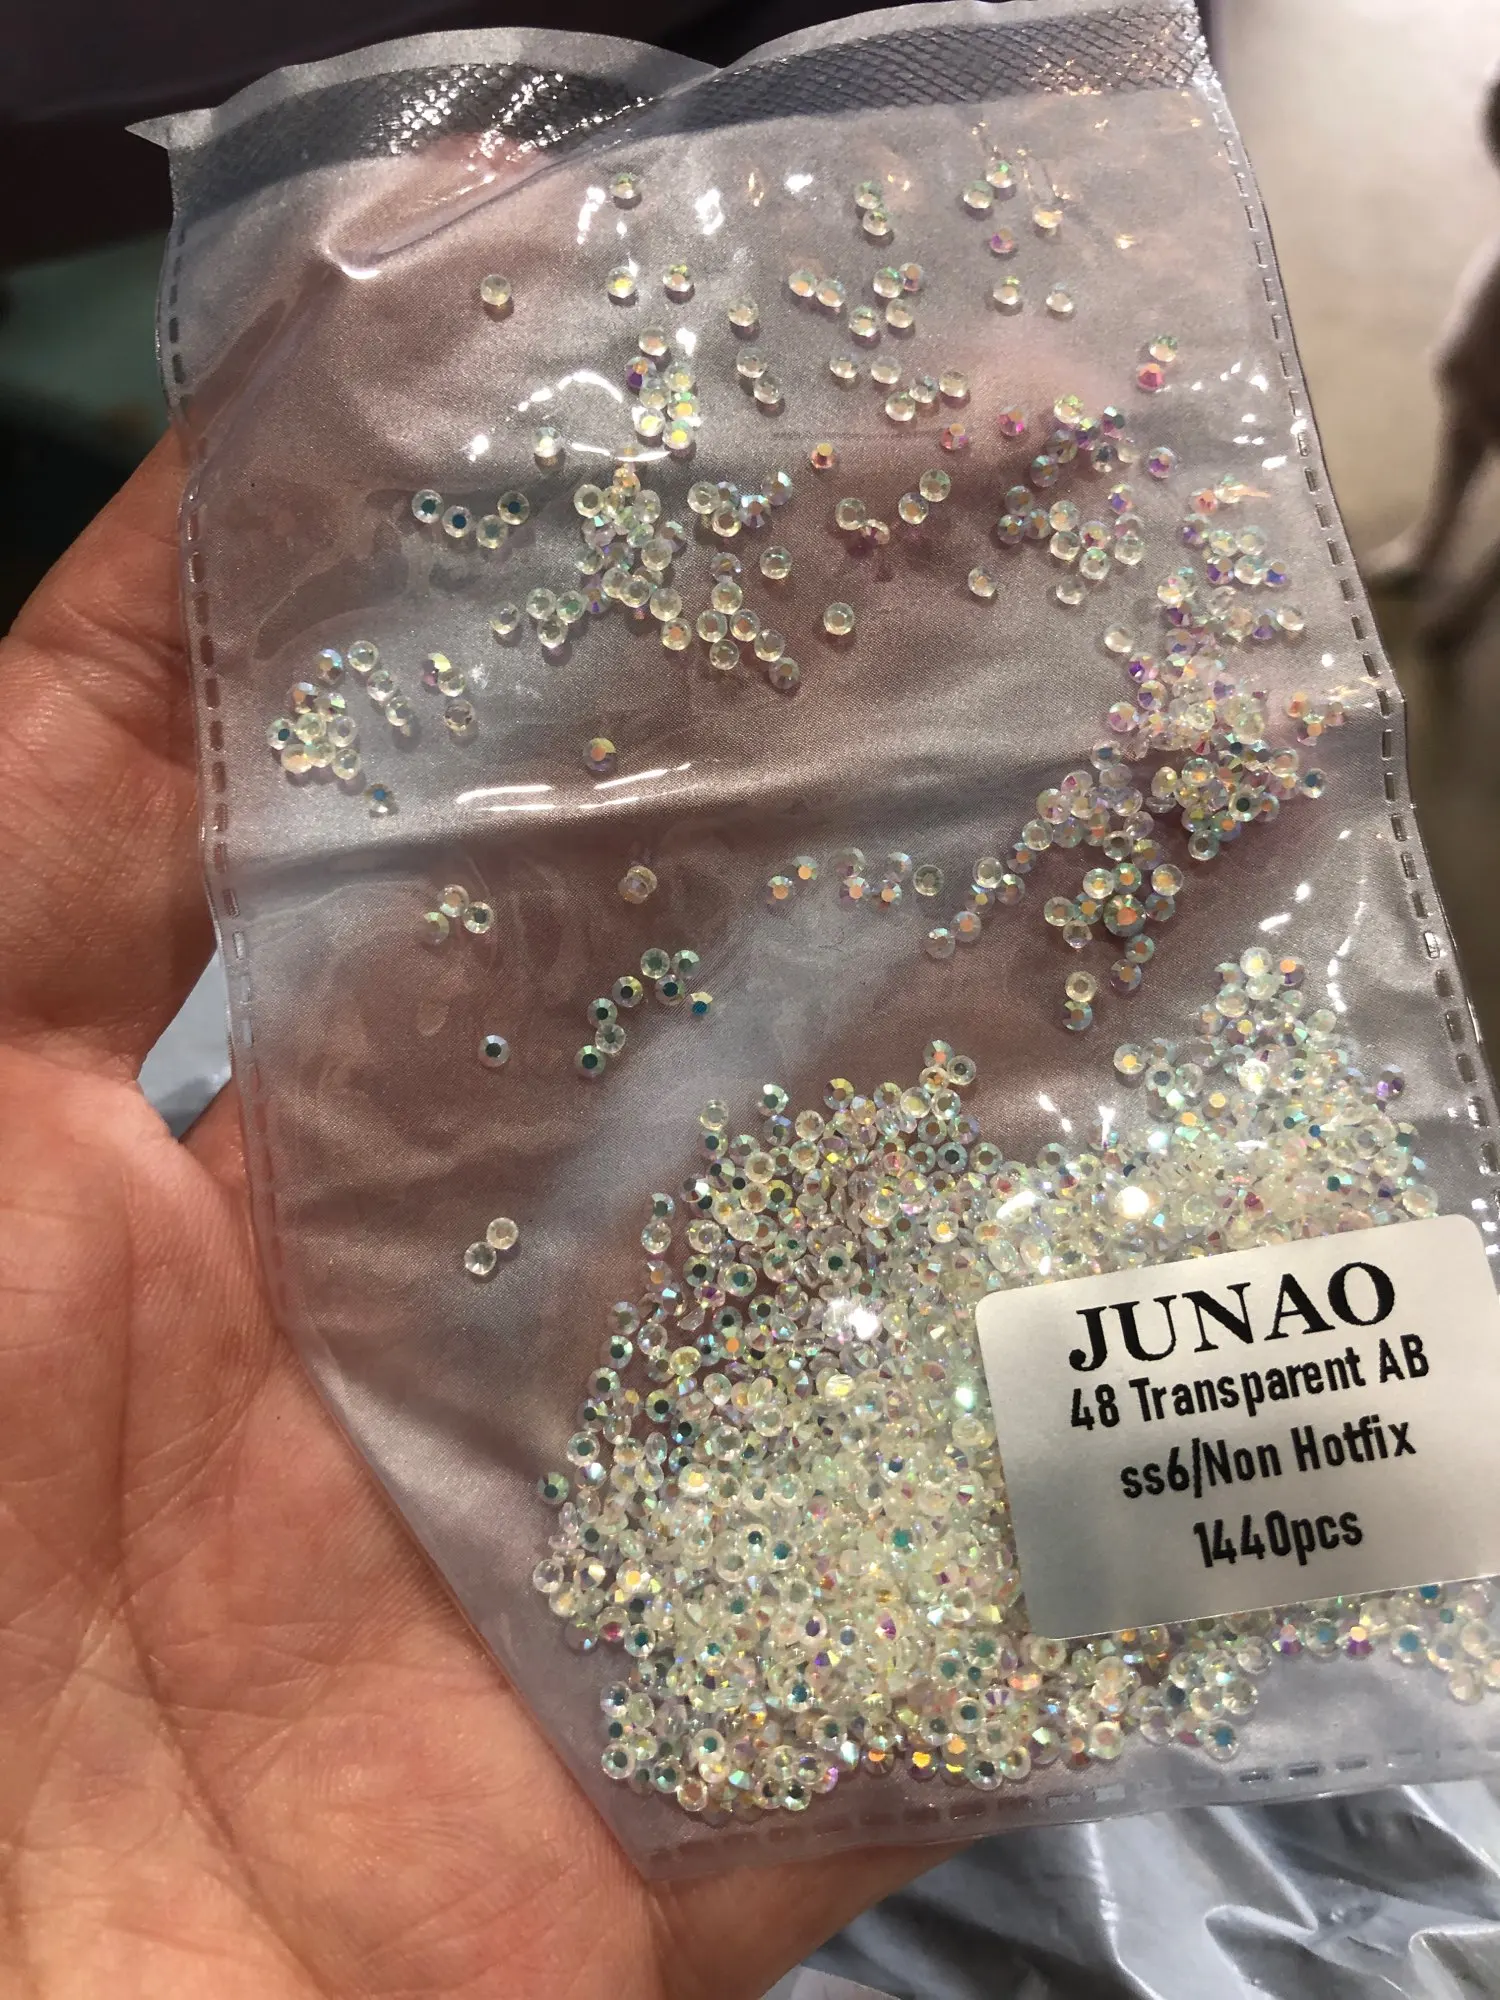 JUNAO
48 Transparent AB
ss6/Non Hotfix
1440pcs